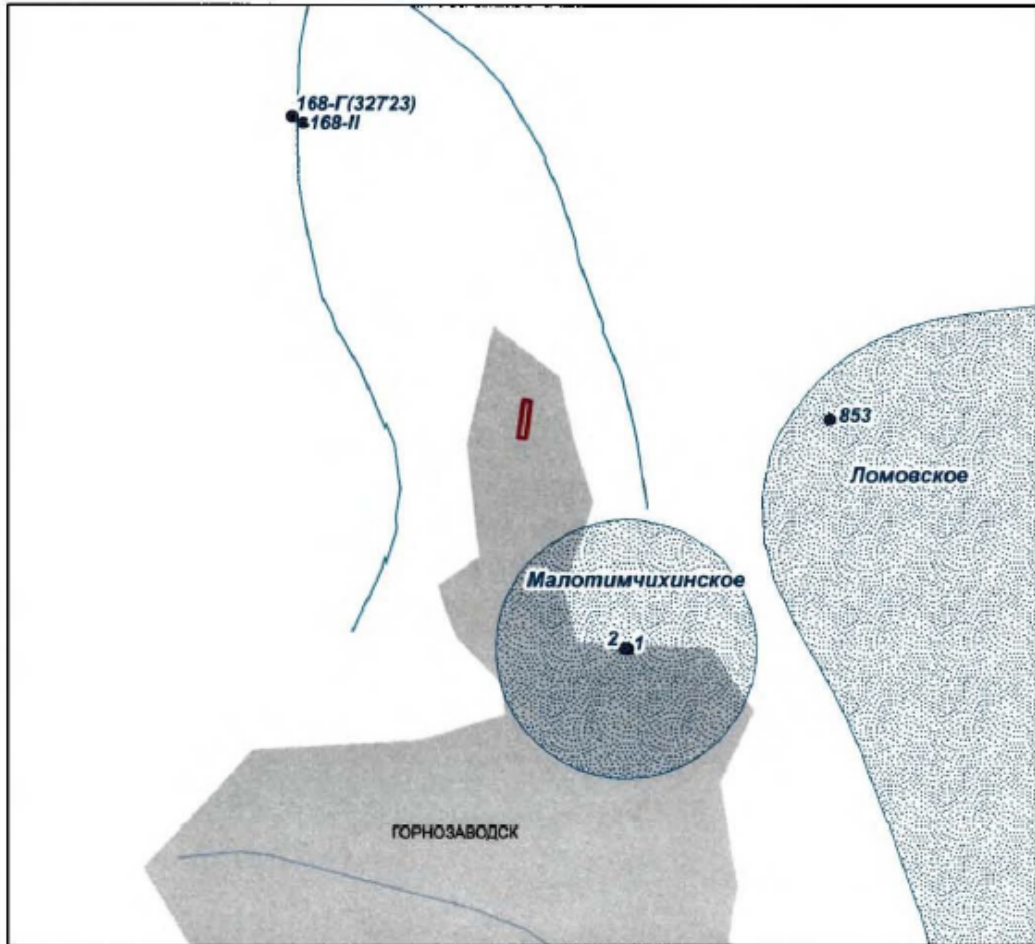 168-Г(327'23)
168-II
853
Ломовское
Малотимчихинское
2 1
ГОРНОЗАВОДСК